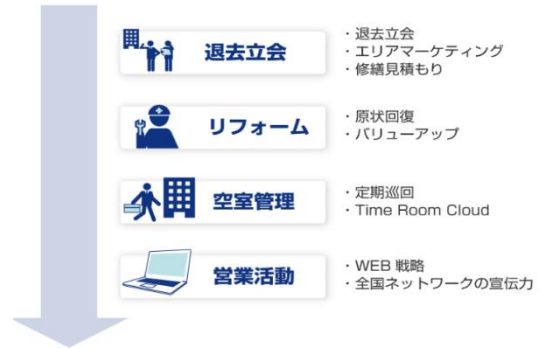 退去立会
・退去立会
・エリアマーケティング
・修繕見積もり
リフォーム
・原状回復
・バリューアップ
空室管理
・定期巡回
・Time Room Cloud
営業活動
・WEB 戦略
・全国ネットワークの宣伝力